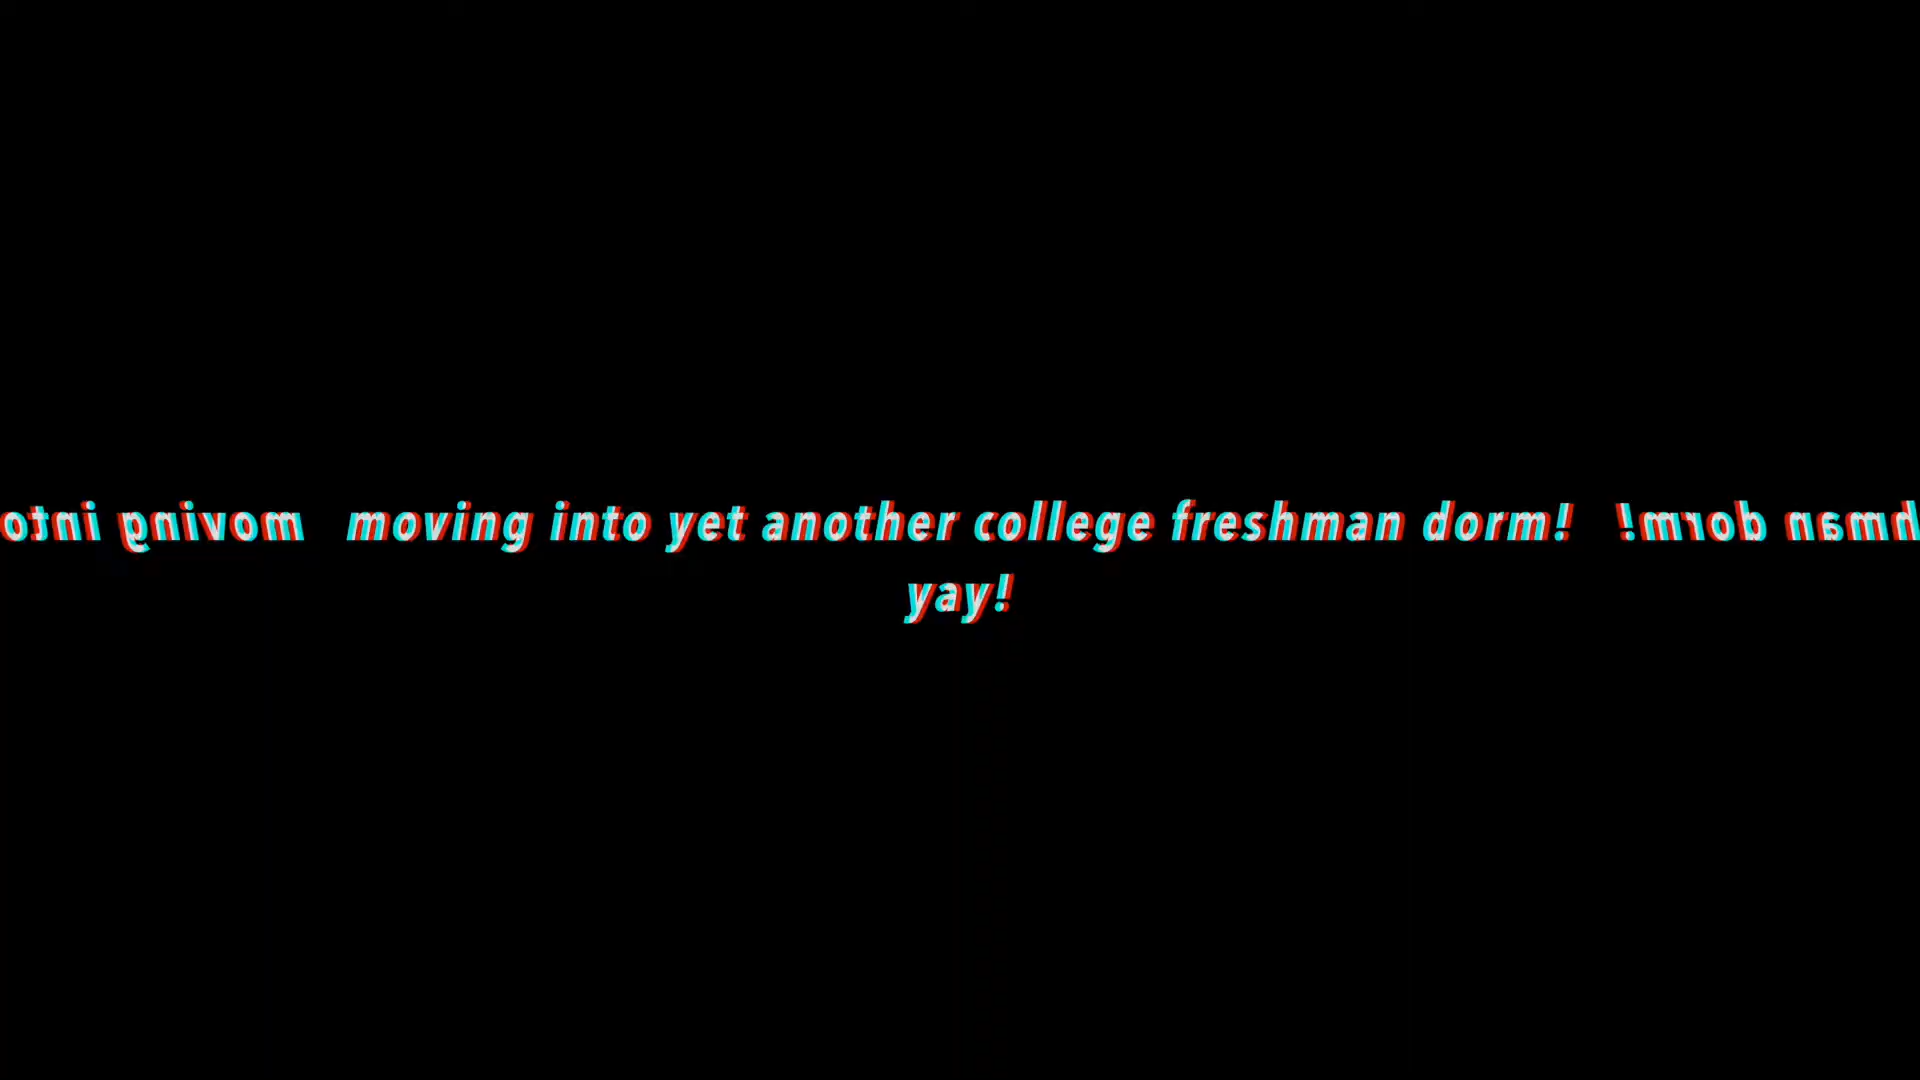 moving into yet another college freshman dorm!
yay!